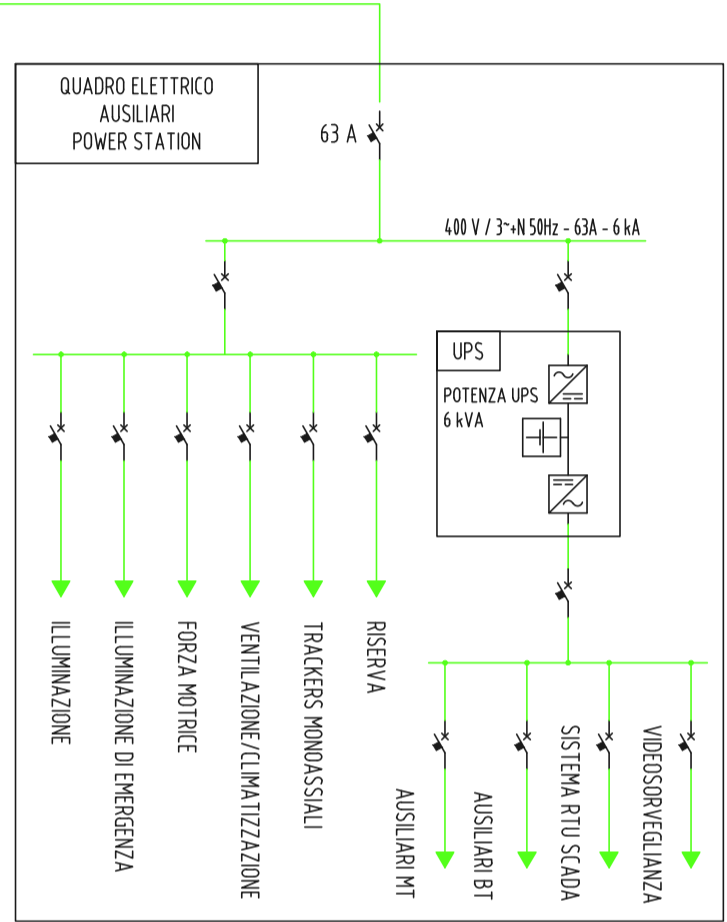 QUADRO ELETTRICO
AUSILIARI
POWER STATION
63 A
400 V / 3~+N 50Hz - 63A - 6 kA
UPS
POTENZA UPS
6 kVA
ILLUMINAZIONE
ILLUMINAZIONE DI EMERGENZA
FORZA MOTRICE
VENTILAZIONE/CLIMATIZZAZIONE
TRACKERS MONOASSIALI
RISERVA
AUSILIARI MT
AUSILIARI BT
SISTEMA RTU SCADA
VIDEOSORVEGLIANZA